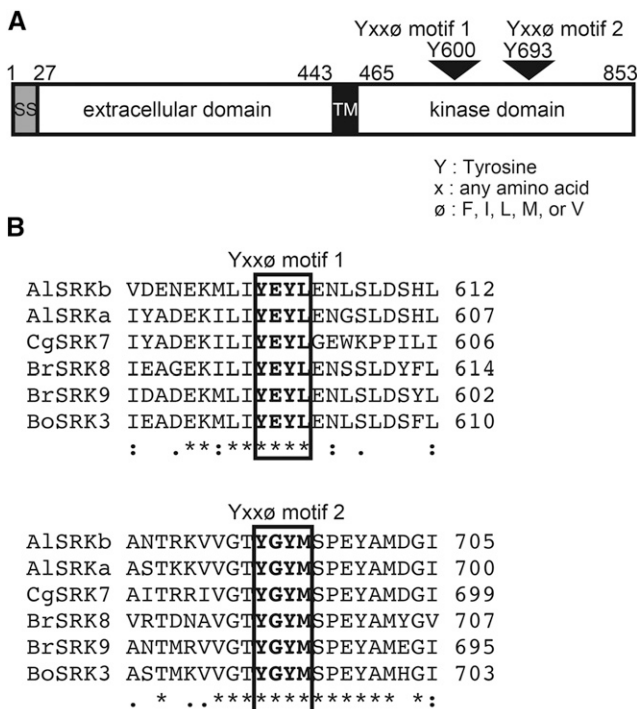 A
Yxxø motif 1 Yxxø motif 2
Y600 Y693
1 27 443 465 853
SS extracellular domain TM kinase domain
Y : Tyrosine
x : any amino acid
ø : F, I, L, M, or V
B
Yxxø motif 1
AlSRKb VDENEKMLIYEYLENLSLDSHL 612
AlSRKa IYADEKILIYEYLENGSLDSHL 607
CgSRK7 IYADEKILIYEYLGEWKPPILI 606
BrSRK8 IEAGEKILIYEYLENSSLDYFL 614
BrSRK9 IDADEKMLIYEYLENLSLDSYL 602
BoSRK3 IEADEKMLIYEYLENLSLDSFL 610
: .**:****** : . :
Yxxø motif 2
AlSRKb ANTRKVVGTYGYMSPEYAMDGI 705
AlSRKa ASTKKVVGTYGYMSPEYAMDGI 700
CgSRK7 AITRRIVGTYGYMSPEYAMDGI 699
BrSRK8 VRTDNAVGTYGYMSPEYAMYGV 707
BrSRK9 ANTMRVVGTYGYMSPEYAMEGI 695
BoSRK3 ASTMKVVGTYGYMSPEYAMHGI 703
. * ..************* *: